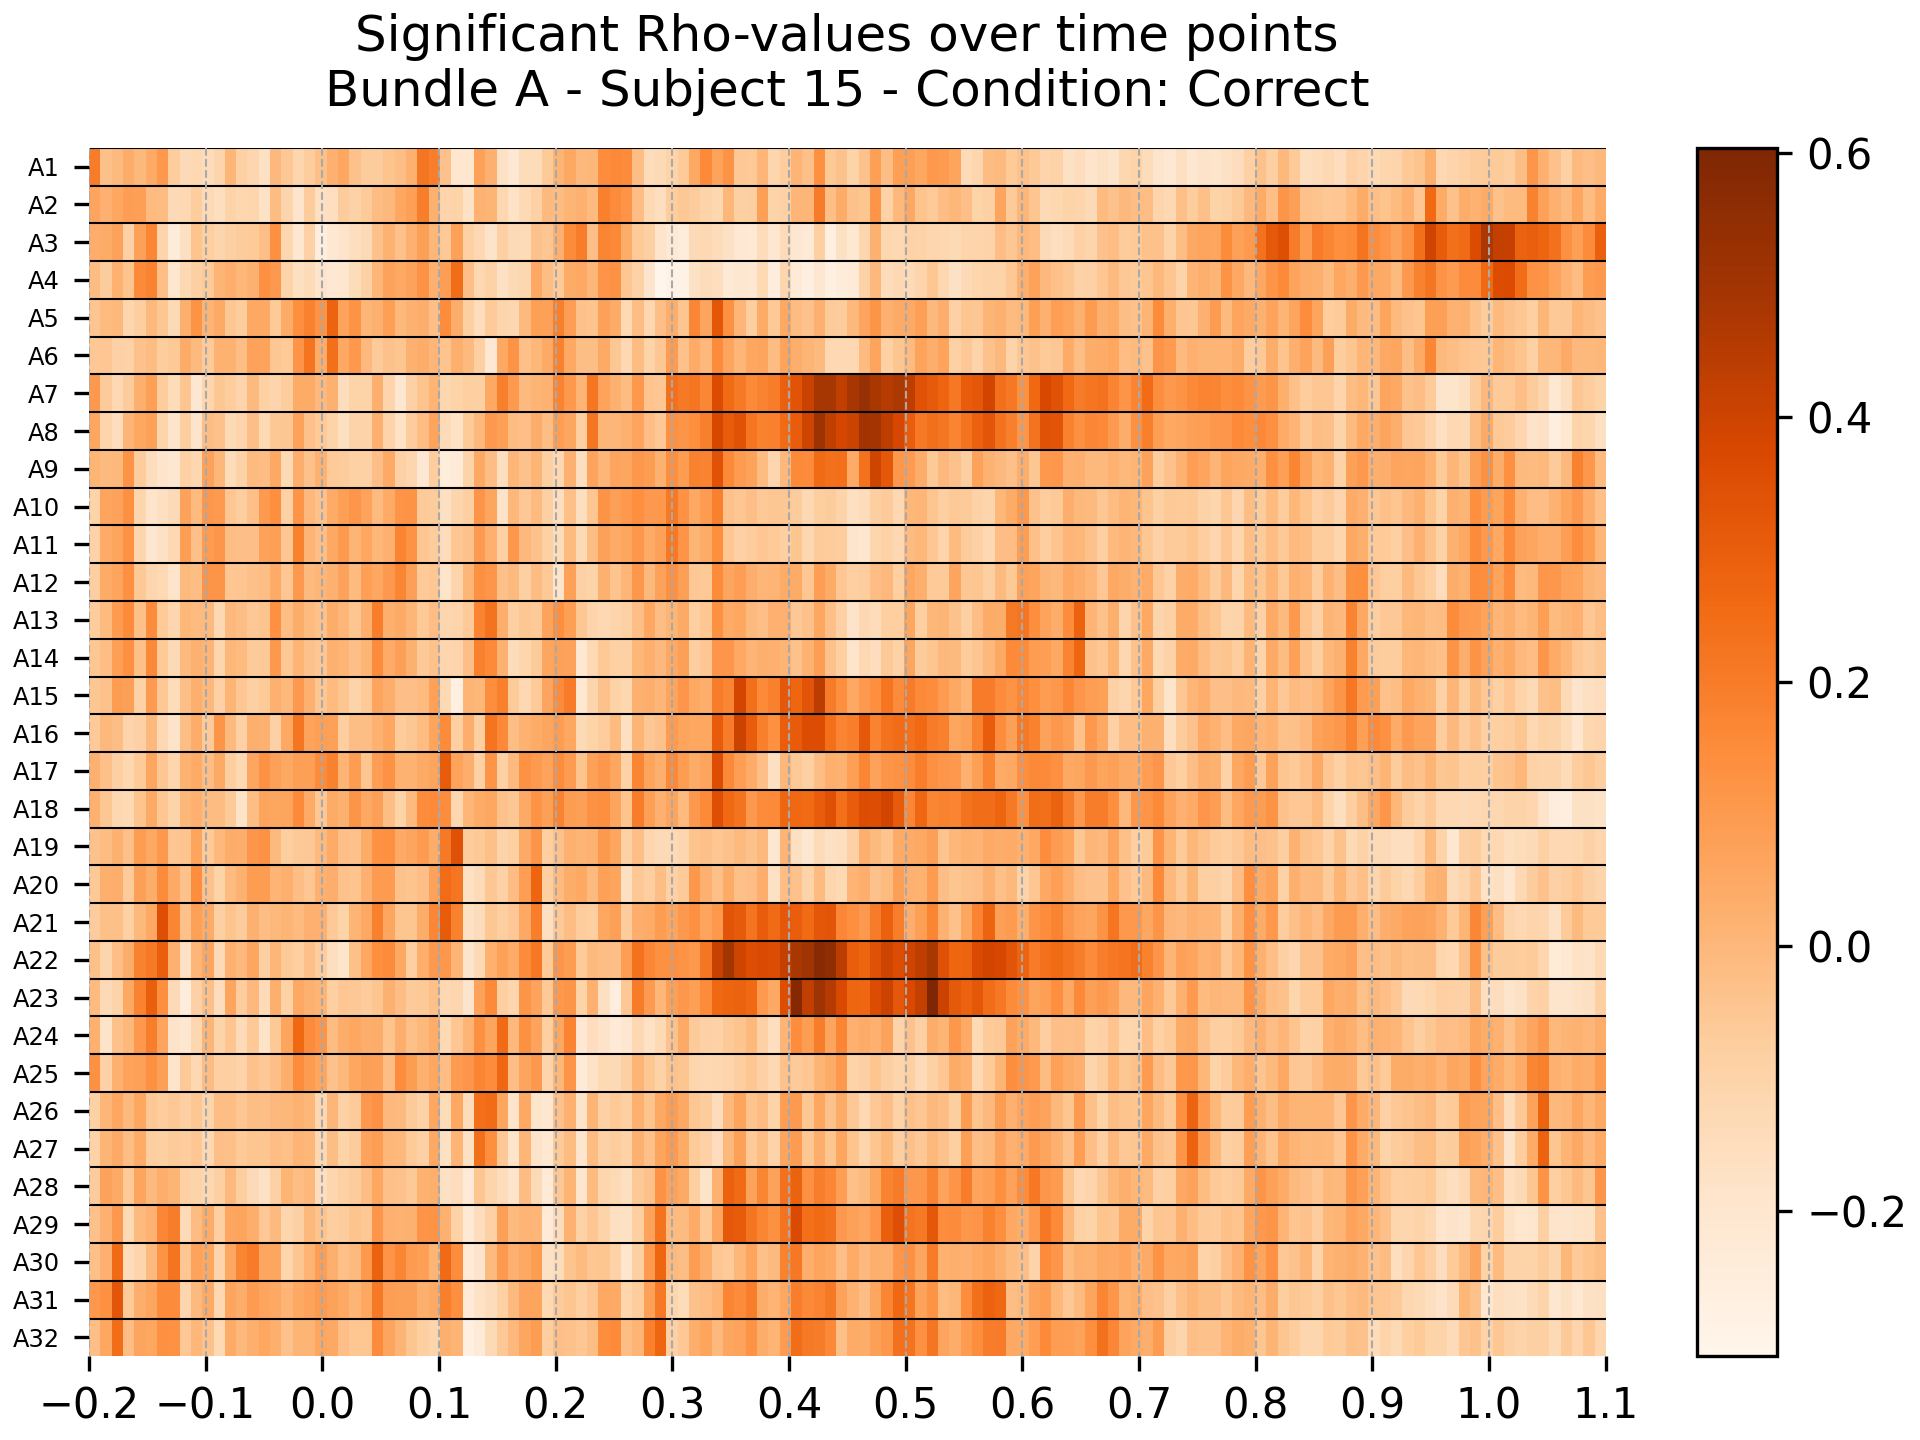 Significant Rho-values over time points
Bundle A - Subject 15 - Condition: Correct
A1
A2
A3
A4
A5
A6
A7
A8
A9
A10
A11
A12
A13
A14
A15
A16
A17
A18
A19
A20
A21
A22
A23
A24
A25
A26
A27
A28
A29
A30
A31
A32
−0.2 −0.1 0.0 0.1 0.2 0.3 0.4 0.5 0.6 0.7 0.8 0.9 1.0 1.1
0.6
0.4
0.2
0.0
−0.2